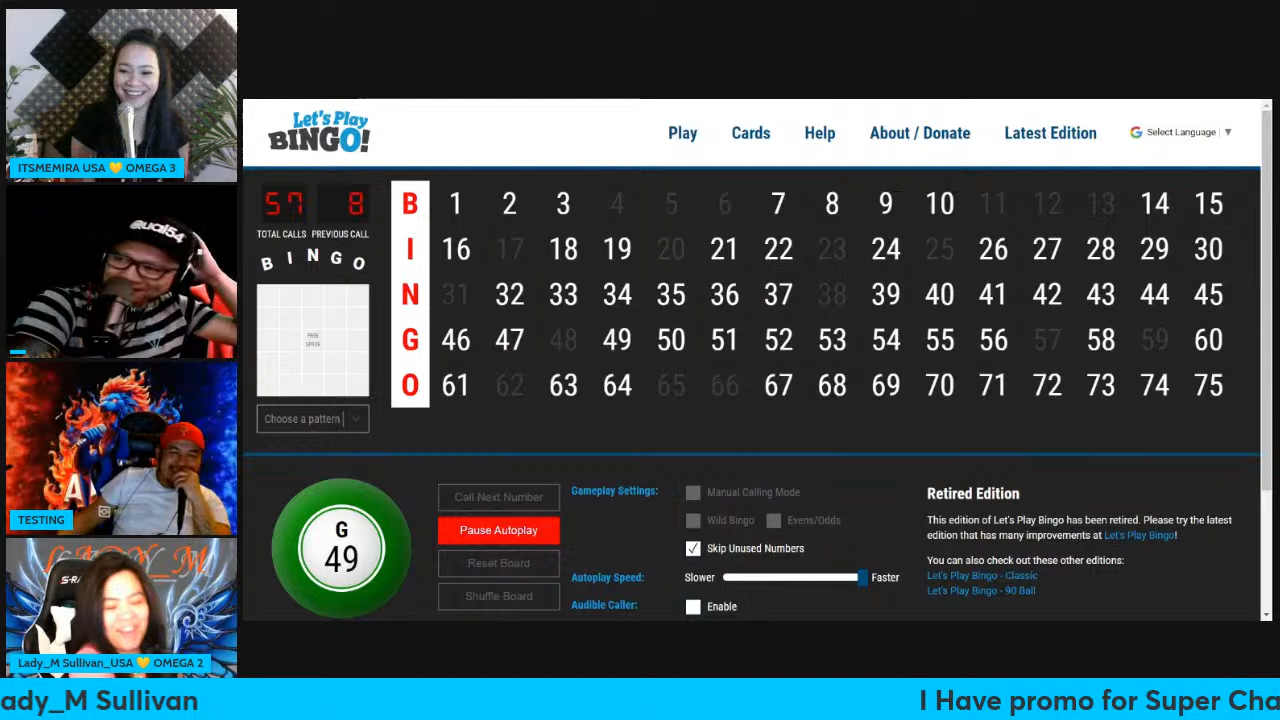 ITSMEMIRA USA 💛 OMEGA 3
TESTING
Lady_M Sullivan_USA 💛 OMEGA 2
Let's Play
BINGO!
Play Cards Help About / Donate Latest Edition Select Language ▼
57 8
TOTAL CALLS PREVIOUS CALL
B I N G O
FREE
SPACE
Choose a pattern
B 1 2 3 4 5 6 7 8 9 10 11 12 13 14 15
I 16 17 18 19 20 21 22 23 24 25 26 27 28 29 30
N 31 32 33 34 35 36 37 38 39 40 41 42 43 44 45
G 46 47 48 49 50 51 52 53 54 55 56 57 58 59 60
O 61 62 63 64 65 66 67 68 69 70 71 72 73 74 75
G
49
Call Next Number
Pause Autoplay
Reset Board
Shuffle Board
Gameplay Settings:
Manual Calling Mode
Wild Bingo Evens/Odds
Skip Unused Numbers
Autoplay Speed: Slower Faster
Audible Caller: Enable
Retired Edition
This edition of Let's Play Bingo has been retired. Please try the latest
edition that has many improvements at Let's Play Bingo!
You can also check out these other editions:
Let's Play Bingo - Classic
Let's Play Bingo - 90 Ball
ady_M Sullivan
I Have promo for Super Cha